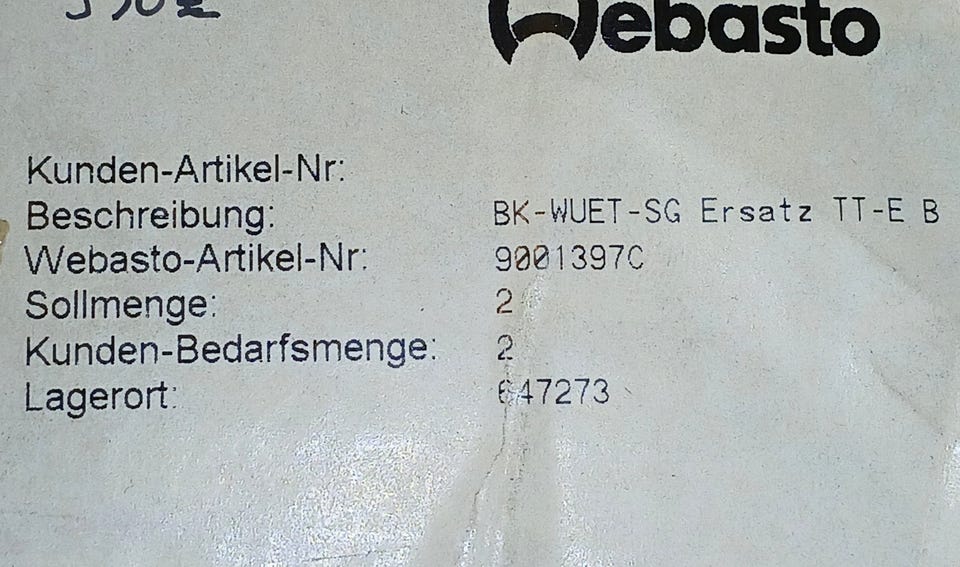 Webasto
Kunden-Artikel-Nr:
Beschreibung: BK-WUET-SG Ersatz TT-E B
Webasto-Artikel-Nr: 9001397C
Sollmenge: 2
Kunden-Bedarfsmenge: 2
Lagerort: 647273